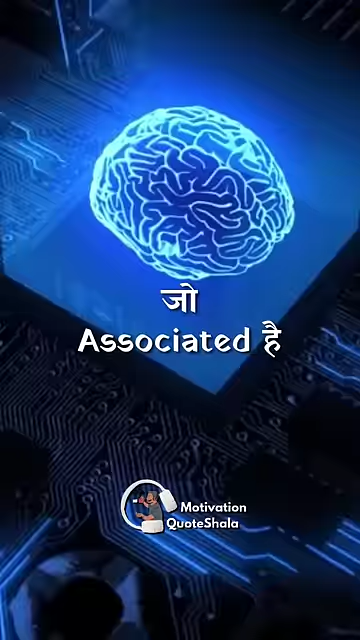 जो
Associated है
Motivation
QuoteShala